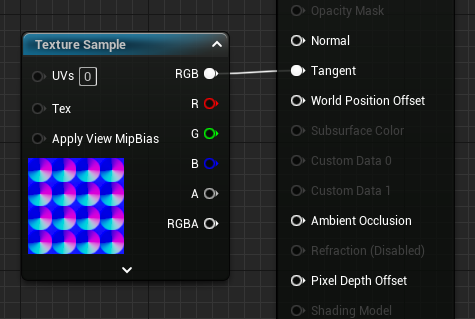 Opacity Mask
Texture Sample
Normal
UVs 0
RGB
Tangent
Tex
R
World Position Offset
Apply View MipBias
G
Subsurface Color
B
Custom Data 0
A
Custom Data 1
RGBA
Ambient Occlusion
Refraction (Disabled)
Pixel Depth Offset
Shading Model